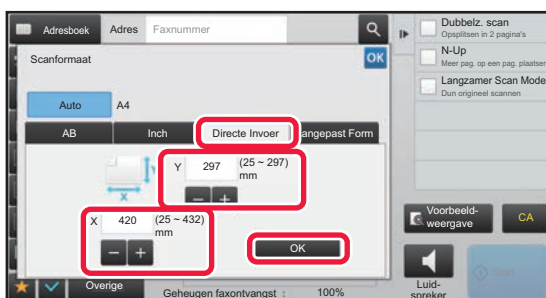 Adresboek Adres Faxnummer
Scanformaat OK
Auto A4
AB Inch Directe Invoer angepast Form
Y 297 (25 ~ 297)
mm
X 420 (25 ~ 432)
mm
OK
Overige
Geheugen faxontvangst : 100%
Dubbelz. scan
Opsplitsen in 2 pagina's
N-Up
Meer pag. op een pag. plaatsen
Langzamer Scan Mode
Dun origineel scannen
Voorbeeld-
weergave
CA
Start
Luid-
spreker